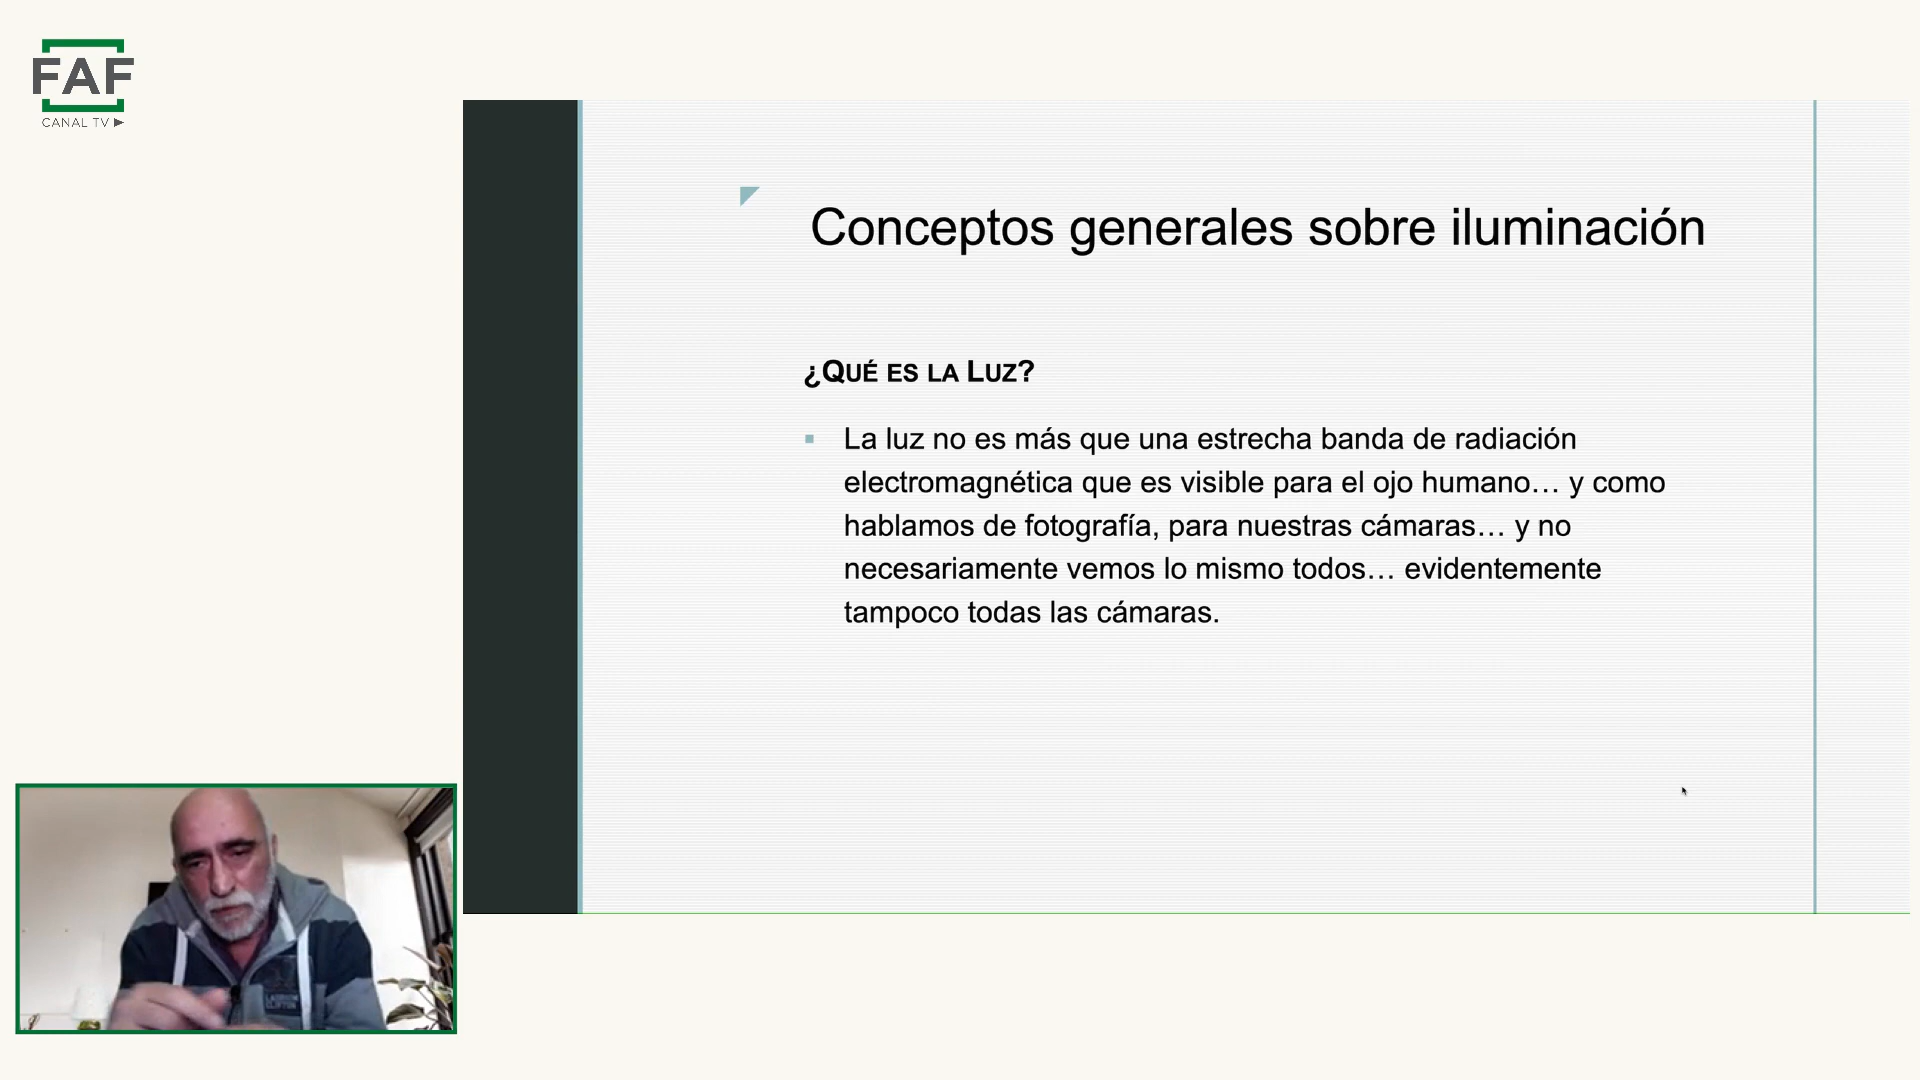 FAF
CANAL TV
Conceptos generales sobre iluminación
¿QUÉ ES LA LUZ?
La luz no es más que una estrecha banda de radiación
electromagnética que es visible para el ojo humano… y como
hablamos de fotografía, para nuestras cámaras… y no
necesariamente vemos lo mismo todos… evidentemente
tampoco todas las cámaras.